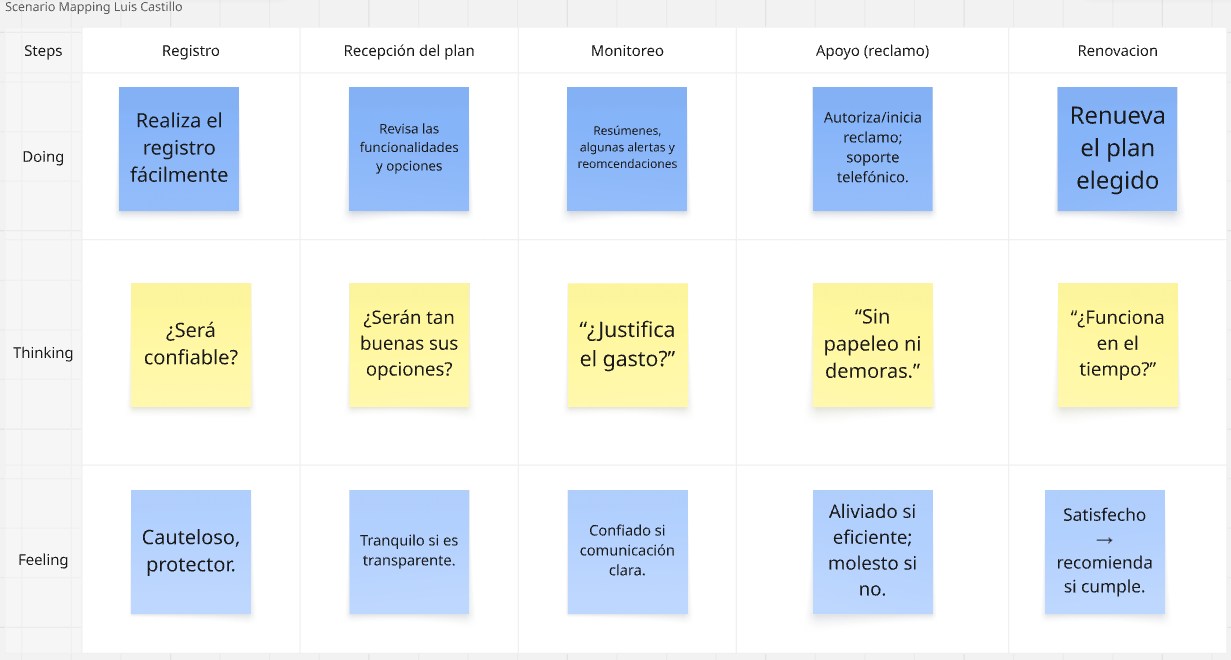 Scenario Mapping Luis Castillo
Steps
Registro
Recepción del plan
Monitoreo
Apoyo (reclamo)
Renovacion
Doing
Realiza el
registro
fácilmente
Revisa las
funcionalidades
y opciones
Resúmenes,
algunas alertas y
reomcendaciones
Autoriza/inicia
reclamo;
soporte
telefónico.
Renueva
el plan
elegido
Thinking
¿Será
confiable?
¿Serán tan
buenas sus
opciones?
“¿Justifica
el gasto?”
“Sin
papeleo ni
demoras.”
“¿Funciona
en el
tiempo?”
Feeling
Cauteloso,
protector.
Tranquilo si es
transparente.
Confiado si
comunicación
clara.
Aliviado si
eficiente;
molesto si
no.
Satisfecho
→
recomienda
si cumple.